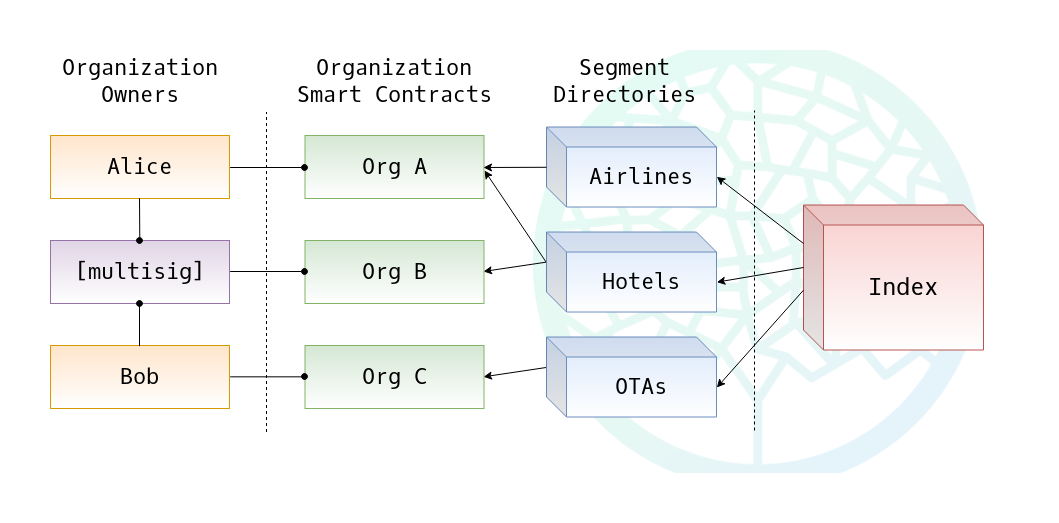 Organization
Owners
Organization
Smart Contracts
Segment
Directories
Alice
Org A
Airlines
[multisig]
Org B
Hotels
Index
Bob
Org C
OTAs